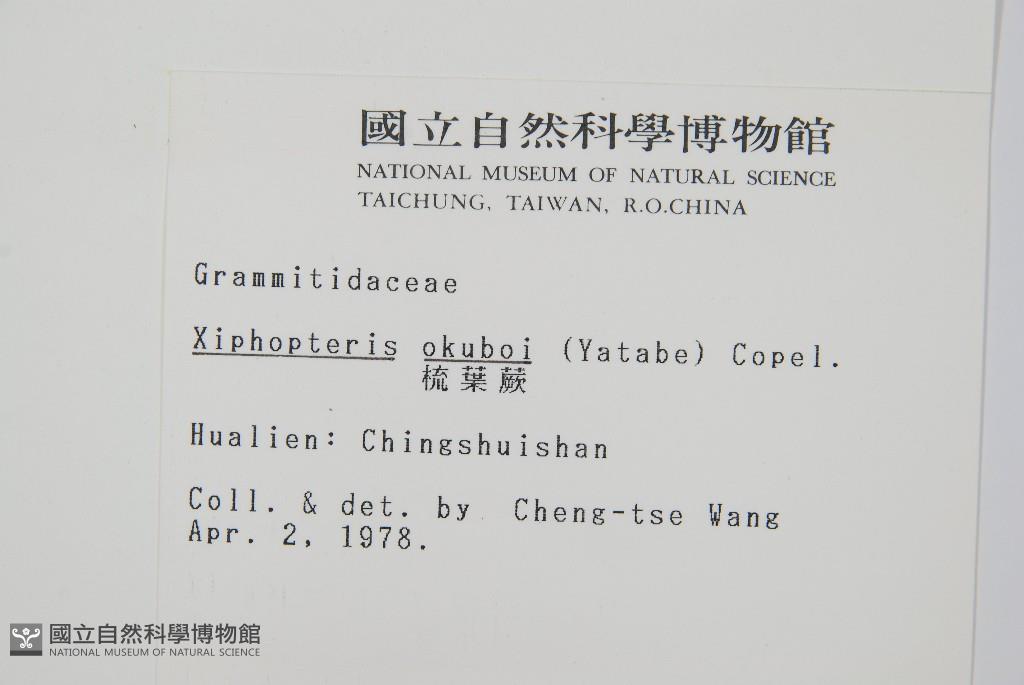 國立自然科學博物館
NATIONAL MUSEUM OF NATURAL SCIENCE
TAICHUNG, TAIWAN, R.O.CHINA
Grammitidaceae
Xiphopteris okuboi (Yatabe) Copel.
梳葉蕨
Hualien: Chingshuishan
Coll. & det. by Cheng-tse Wang
Apr. 2, 1978.
國立自然科學博物館
NATIONAL MUSEUM OF NATURAL SCIENCE